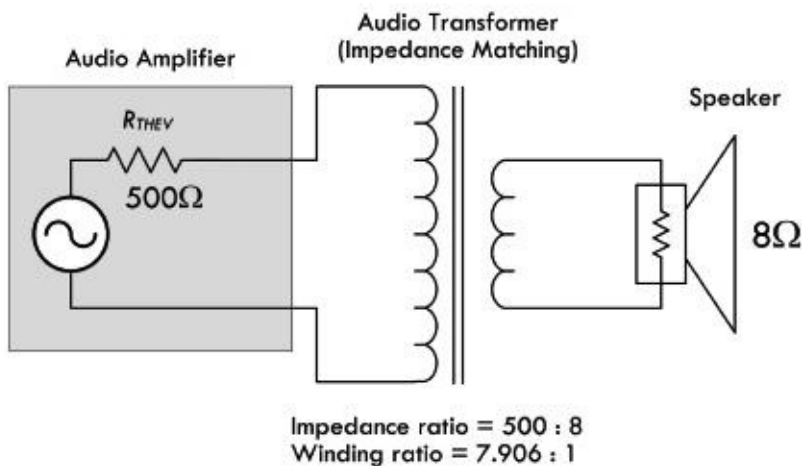 Audio Transformer
(Impedance Matching)
Audio Amplifier
Speaker
RTHEV
500Ω
8Ω
Impedance ratio = 500 : 8
Winding ratio = 7.906 : 1